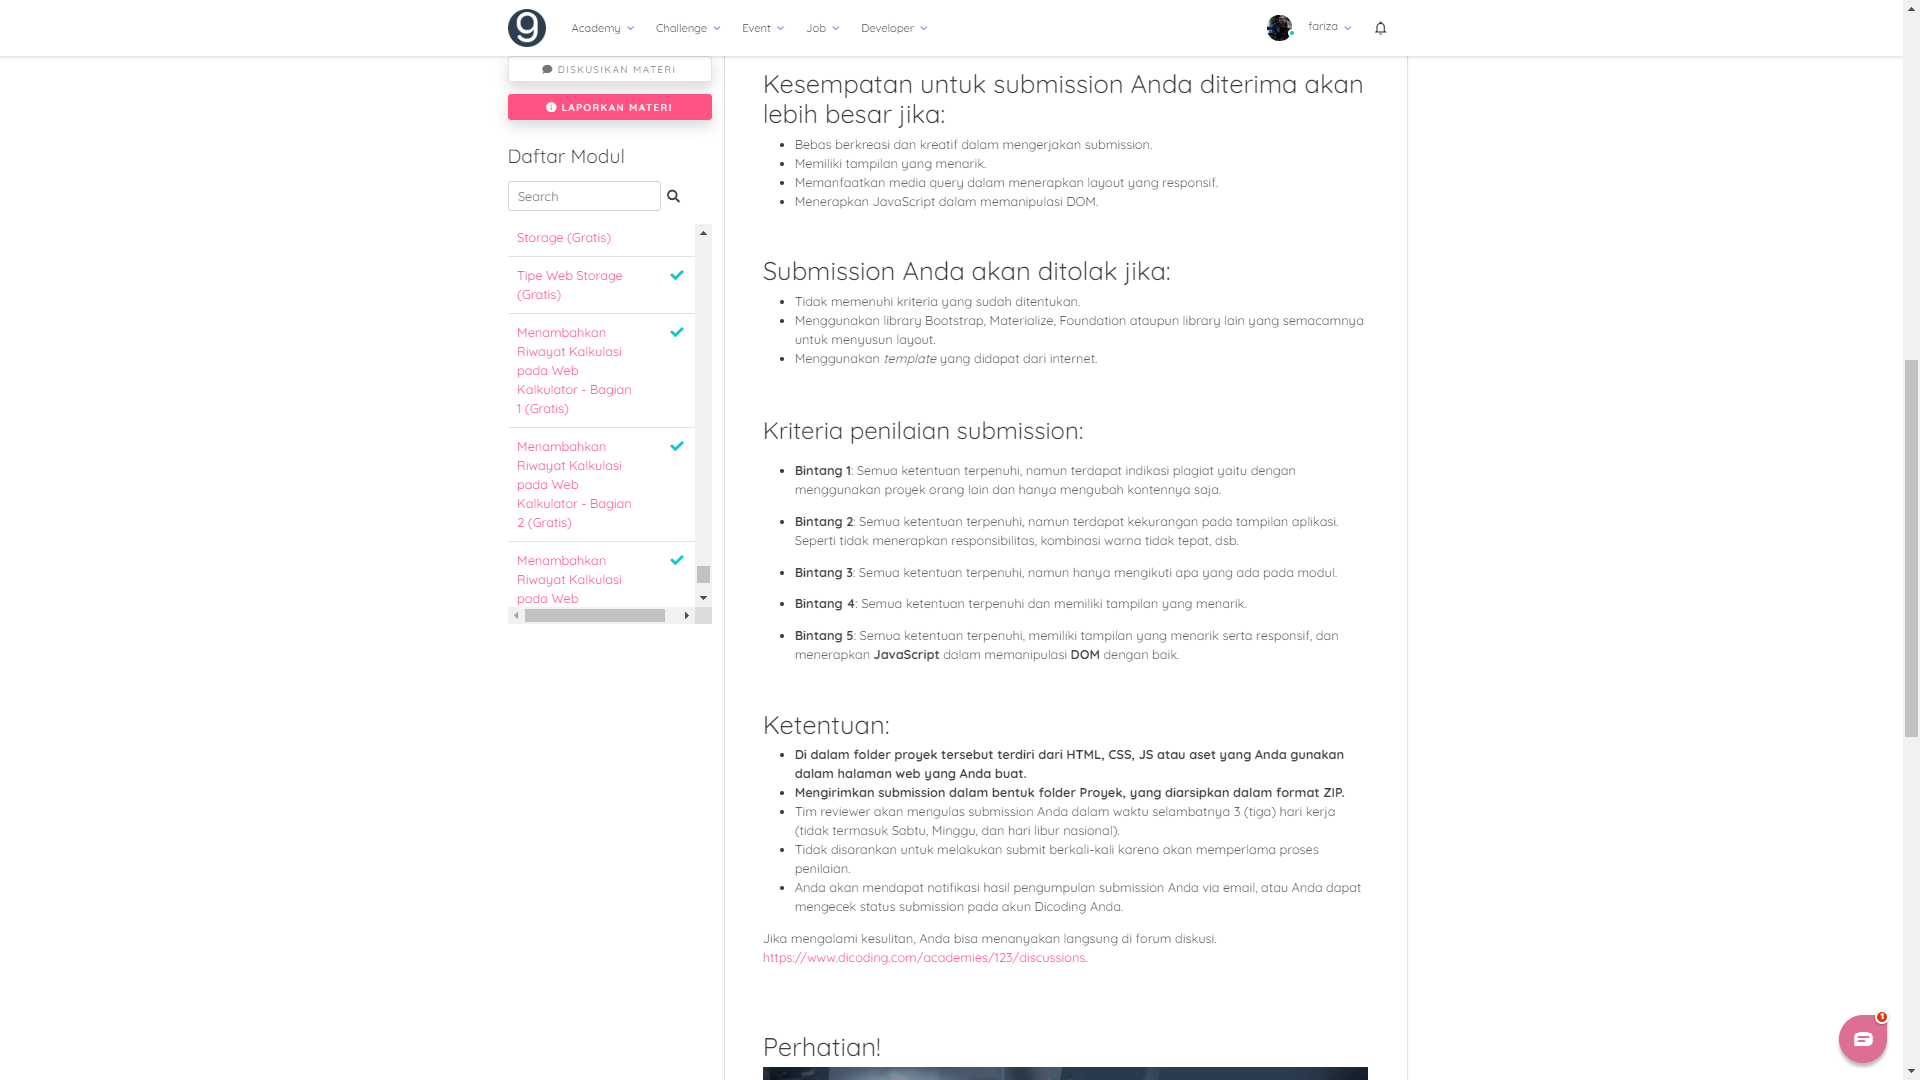 9
Academy
Challenge
Event
Job
Developer
fariza
DISKUSIKAN MATERI
LAPORKAN MATERI
Daftar Modul
Search
Storage (Gratis)
Tipe Web Storage
(Gratis)
Menambahkan
Riwayat Kalkulasi
pada Web
Kalkulator - Bagian
1 (Gratis)
Menambahkan
Riwayat Kalkulasi
pada Web
Kalkulator - Bagian
2 (Gratis)
Menambahkan
Riwayat Kalkulasi
pada Web
Kesempatan untuk submission Anda diterima akan
lebih besar jika:
Bebas berkreasi dan kreatif dalam mengerjakan submission.
Memiliki tampilan yang menarik.
Memanfaatkan media query dalam menerapkan layout yang responsif.
Menerapkan JavaScript dalam memanipulasi DOM.
Submission Anda akan ditolak jika:
Tidak memenuhi kriteria yang sudah ditentukan.
Menggunakan library Bootstrap, Materialize, Foundation ataupun library lain yang semacamnya
untuk menyusun layout.
Menggunakan template yang didapat dari internet.
Kriteria penilaian submission:
Bintang 1: Semua ketentuan terpenuhi, namun terdapat indikasi plagiat yaitu dengan
menggunakan proyek orang lain dan hanya mengubah kontennya saja.
Bintang 2: Semua ketentuan terpenuhi, namun terdapat kekurangan pada tampilan aplikasi.
Seperti tidak menerapkan responsibilitas, kombinasi warna tidak tepat, dsb.
Bintang 3: Semua ketentuan terpenuhi, namun hanya mengikuti apa yang ada pada modul.
Bintang 4: Semua ketentuan terpenuhi dan memiliki tampilan yang menarik.
Bintang 5: Semua ketentuan terpenuhi, memiliki tampilan yang menarik serta responsif, dan
menerapkan JavaScript dalam memanipulasi DOM dengan baik.
Ketentuan:
Di dalam folder proyek tersebut terdiri dari HTML, CSS, JS atau aset yang Anda gunakan
dalam halaman web yang Anda buat.
Mengirimkan submission dalam bentuk folder Proyek, yang diarsipkan dalam format ZIP.
Tim reviewer akan mengulas submission Anda dalam waktu selambatnya 3 (tiga) hari kerja
(tidak termasuk Sabtu, Minggu, dan hari libur nasional).
Tidak disarankan untuk melakukan submit berkali-kali karena akan memperlama proses
penilaian.
Anda akan mendapat notifikasi hasil pengumpulan submission Anda via email, atau Anda dapat
mengecek status submission pada akun Dicoding Anda.
Jika mengalami kesulitan, Anda bisa menanyakan langsung di forum diskusi.
https://www.dicoding.com/academies/123/discussions.
Perhatian!
1